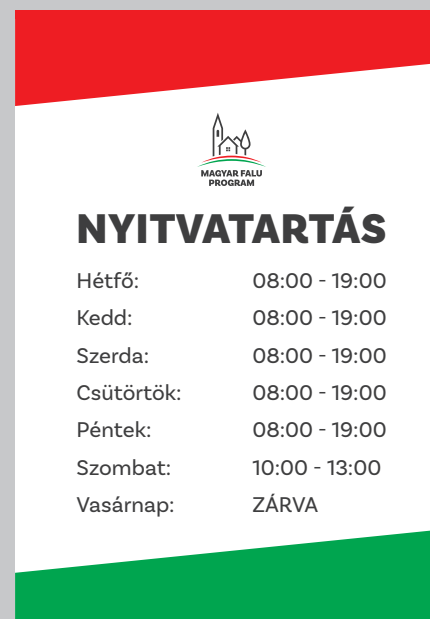 MAGYAR FALU
PROGRAM
NYITVATARTÁS
Hétfő: 08:00 - 19:00
Kedd: 08:00 - 19:00
Szerda: 08:00 - 19:00
Csütörtök: 08:00 - 19:00
Péntek: 08:00 - 19:00
Szombat: 10:00 - 13:00
Vasárnap: ZÁRVA